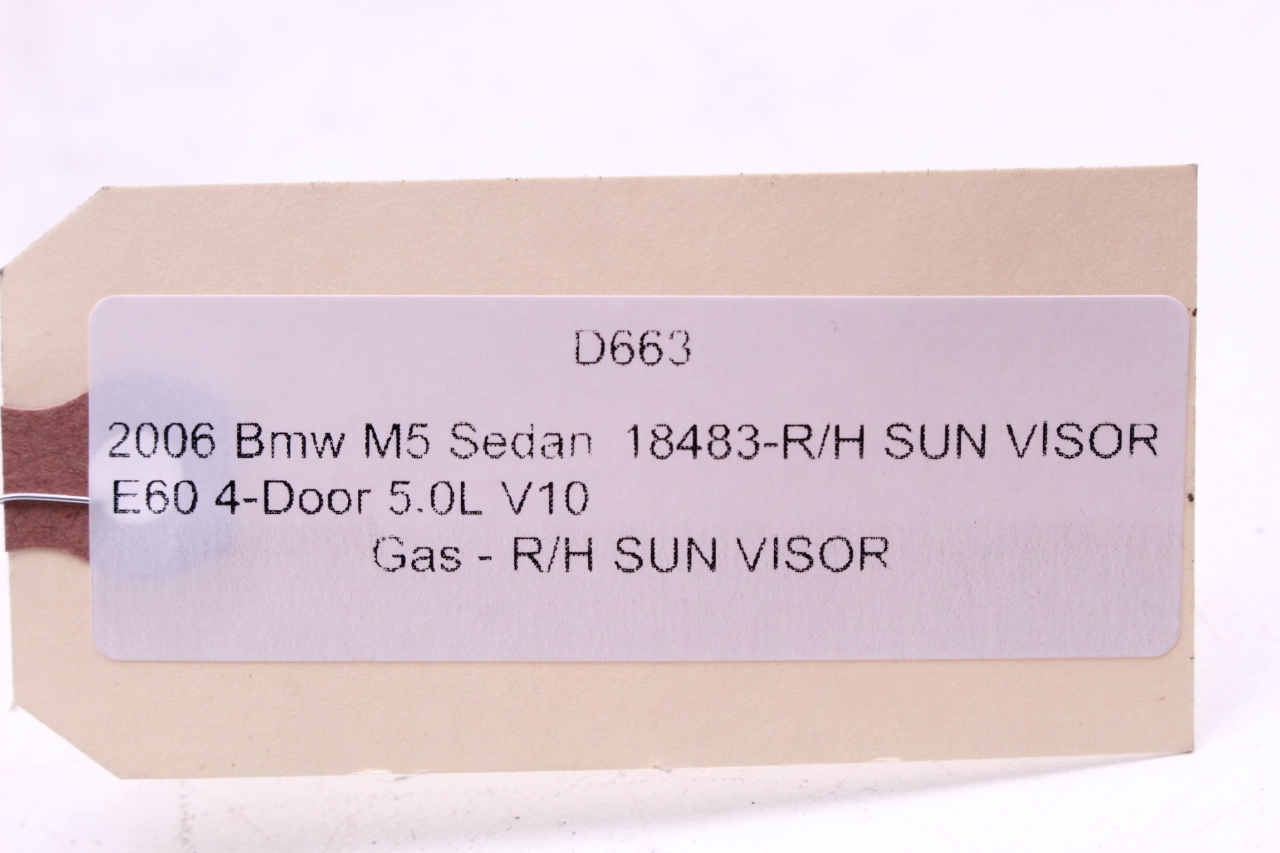 D663
2006 Bmw M5 Sedan 18483-R/H SUN VISOR
E60 4-Door 5.0L V10
Gas - R/H SUN VISOR